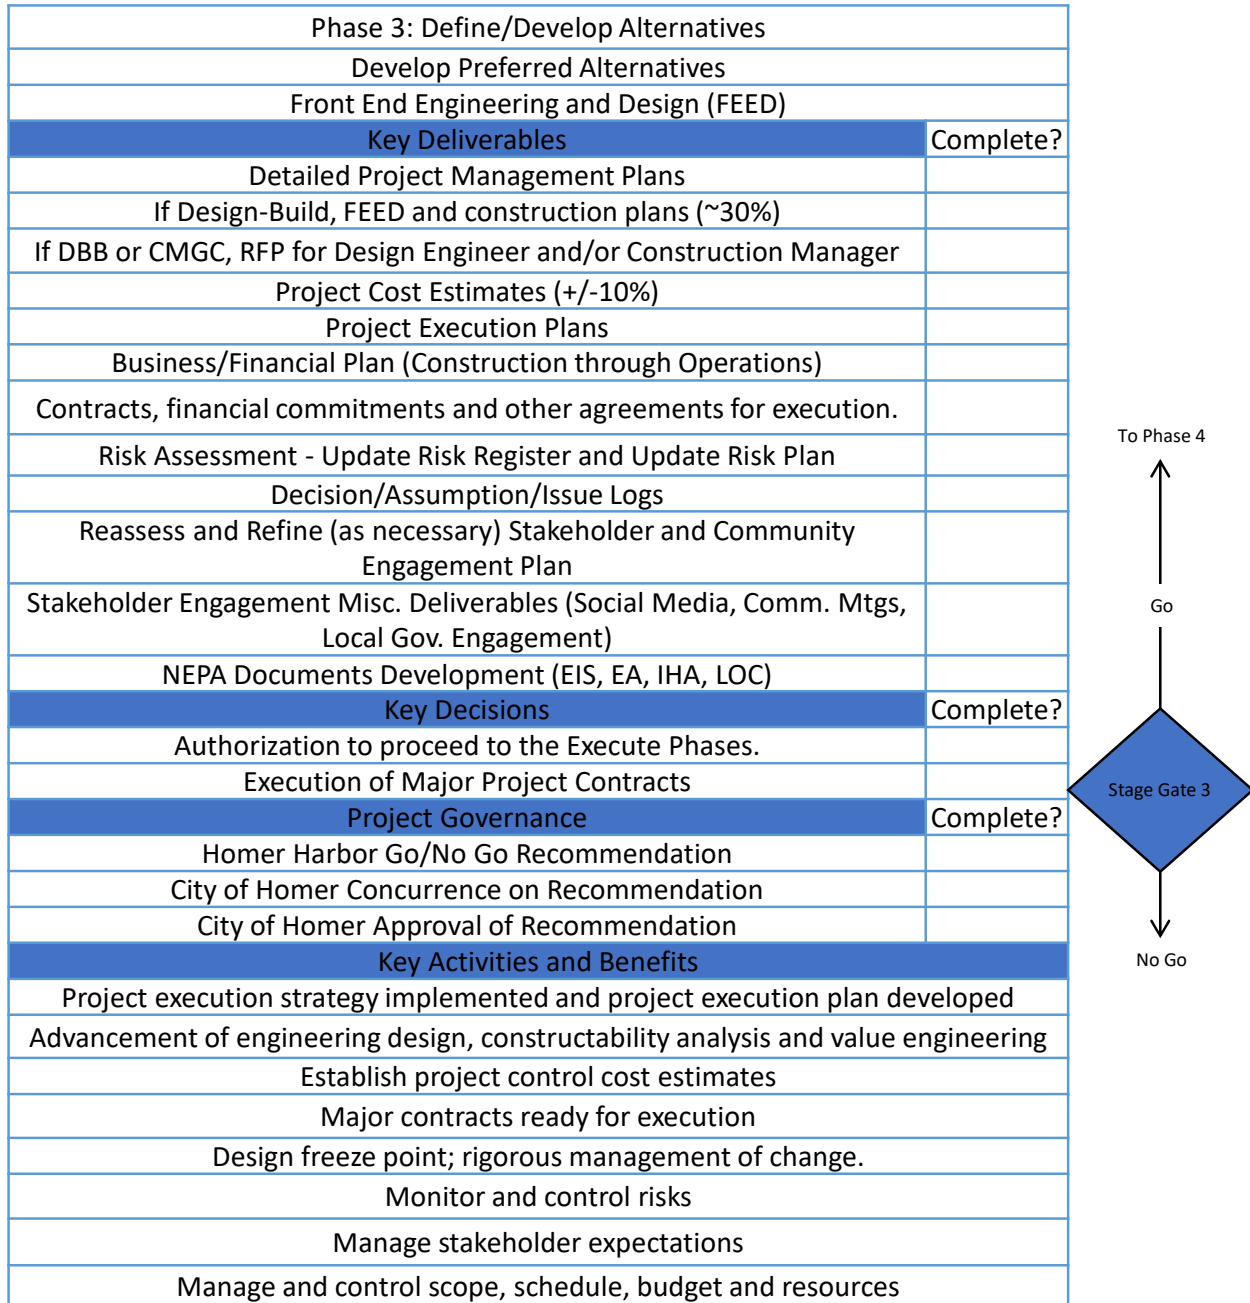 Phase 3: Define/Develop Alternatives
Develop Preferred Alternatives
Front End Engineering and Design (FEED)
Key Deliverables
Complete?
Detailed Project Management Plans
If Design-Build, FEED and construction plans (~30%)
If DBB or CMGC, RFP for Design Engineer and/or Construction Manager
Project Cost Estimates (+/-10%)
Project Execution Plans
Business/Financial Plan (Construction through Operations)
Contracts, financial commitments and other agreements for execution.
Risk Assessment - Update Risk Register and Update Risk Plan
Decision/Assumption/Issue Logs
Reassess and Refine (as necessary) Stakeholder and Community
Engagement Plan
Stakeholder Engagement Misc. Deliverables (Social Media, Comm. Mtgs,
Local Gov. Engagement)
NEPA Documents Development (EIS, EA, IHA, LOC)
Key Decisions
Complete?
Authorization to proceed to the Execute Phases.
Execution of Major Project Contracts
Project Governance
Complete?
Homer Harbor Go/No Go Recommendation
City of Homer Concurrence on Recommendation
City of Homer Approval of Recommendation
Key Activities and Benefits
Project execution strategy implemented and project execution plan developed
Advancement of engineering design, constructability analysis and value engineering
Establish project control cost estimates
Major contracts ready for execution
Design freeze point; rigorous management of change.
Monitor and control risks
Manage stakeholder expectations
Manage and control scope, schedule, budget and resources
To Phase 4
Go
Stage Gate 3
No Go